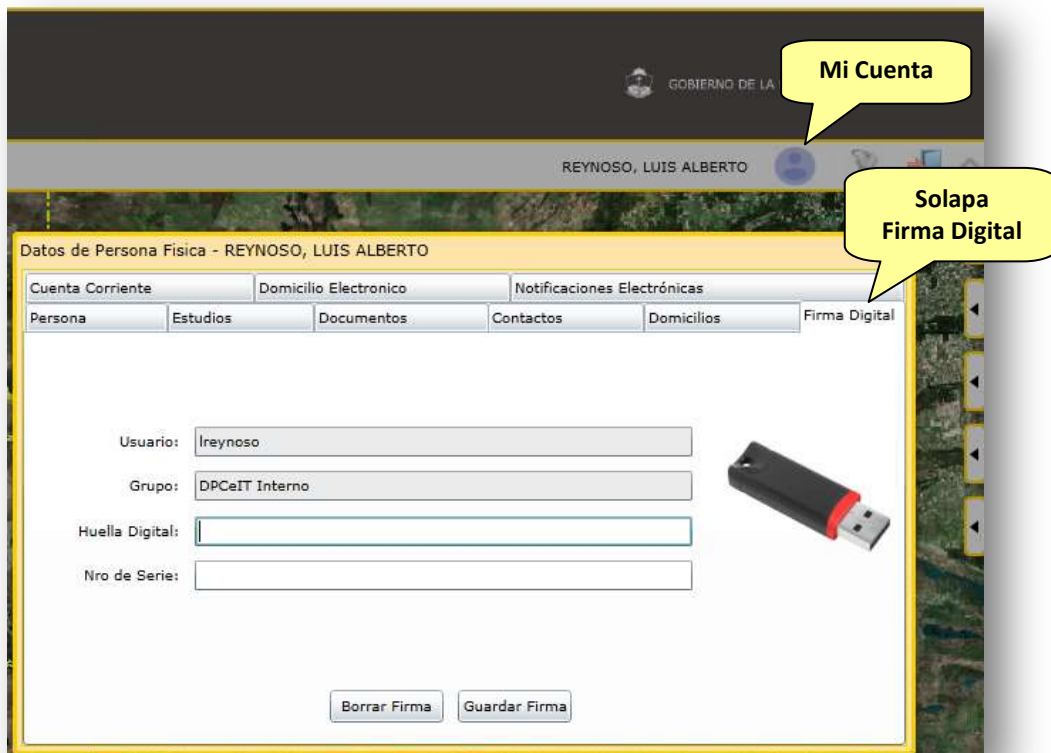 Mi Cuenta
GOBIERNO DE LA
REYNOSO, LUIS ALBERTO
Solapa
Firma Digital
Datos de Persona Fisica - REYNOSO, LUIS ALBERTO
Cuenta Corriente Domicilio Electronico Notificaciones Electrónicas
Persona Estudios Documentos Contactos Domicilios Firma Digital
Usuario: lreynoso
Grupo: DPCeIT Interno
Huella Digital:
Nro de Serie:
Borrar Firma Guardar Firma